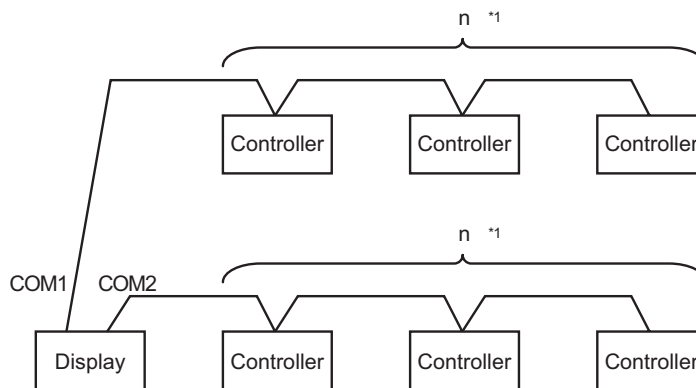 n *1
Controller Controller Controller
n *1
COM1 COM2
Display Controller Controller Controller